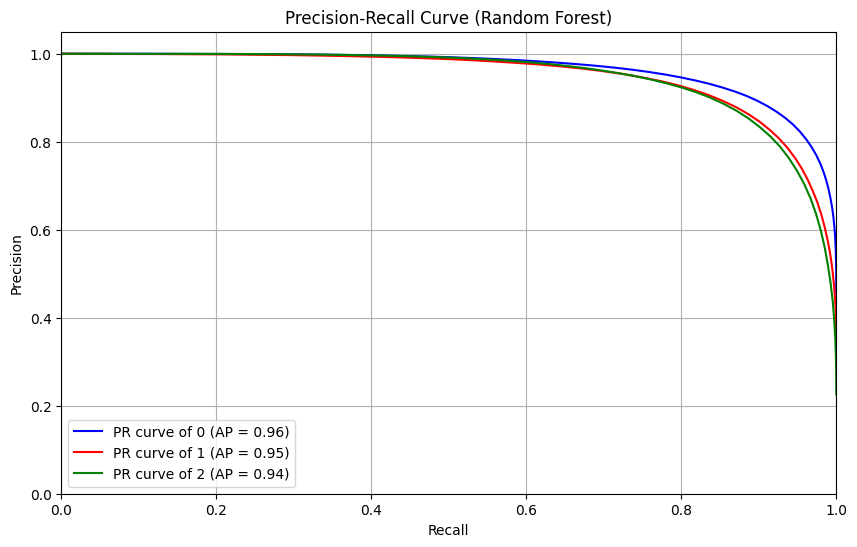 Precision-Recall Curve (Random Forest)
1.0
0.8
0.6
0.4
0.2
0.0
Precision
PR curve of 0 (AP = 0.96)
PR curve of 1 (AP = 0.95)
PR curve of 2 (AP = 0.94)
0.0 0.2 0.4 0.6 0.8 1.0
Recall